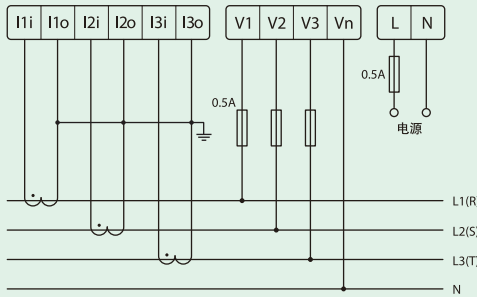 I1i I1o I2i I2o I3i I3o V1 V2 V3 Vn L N
0.5A
0.5A
电源
L1(R)
L2(S)
L3(T)
N